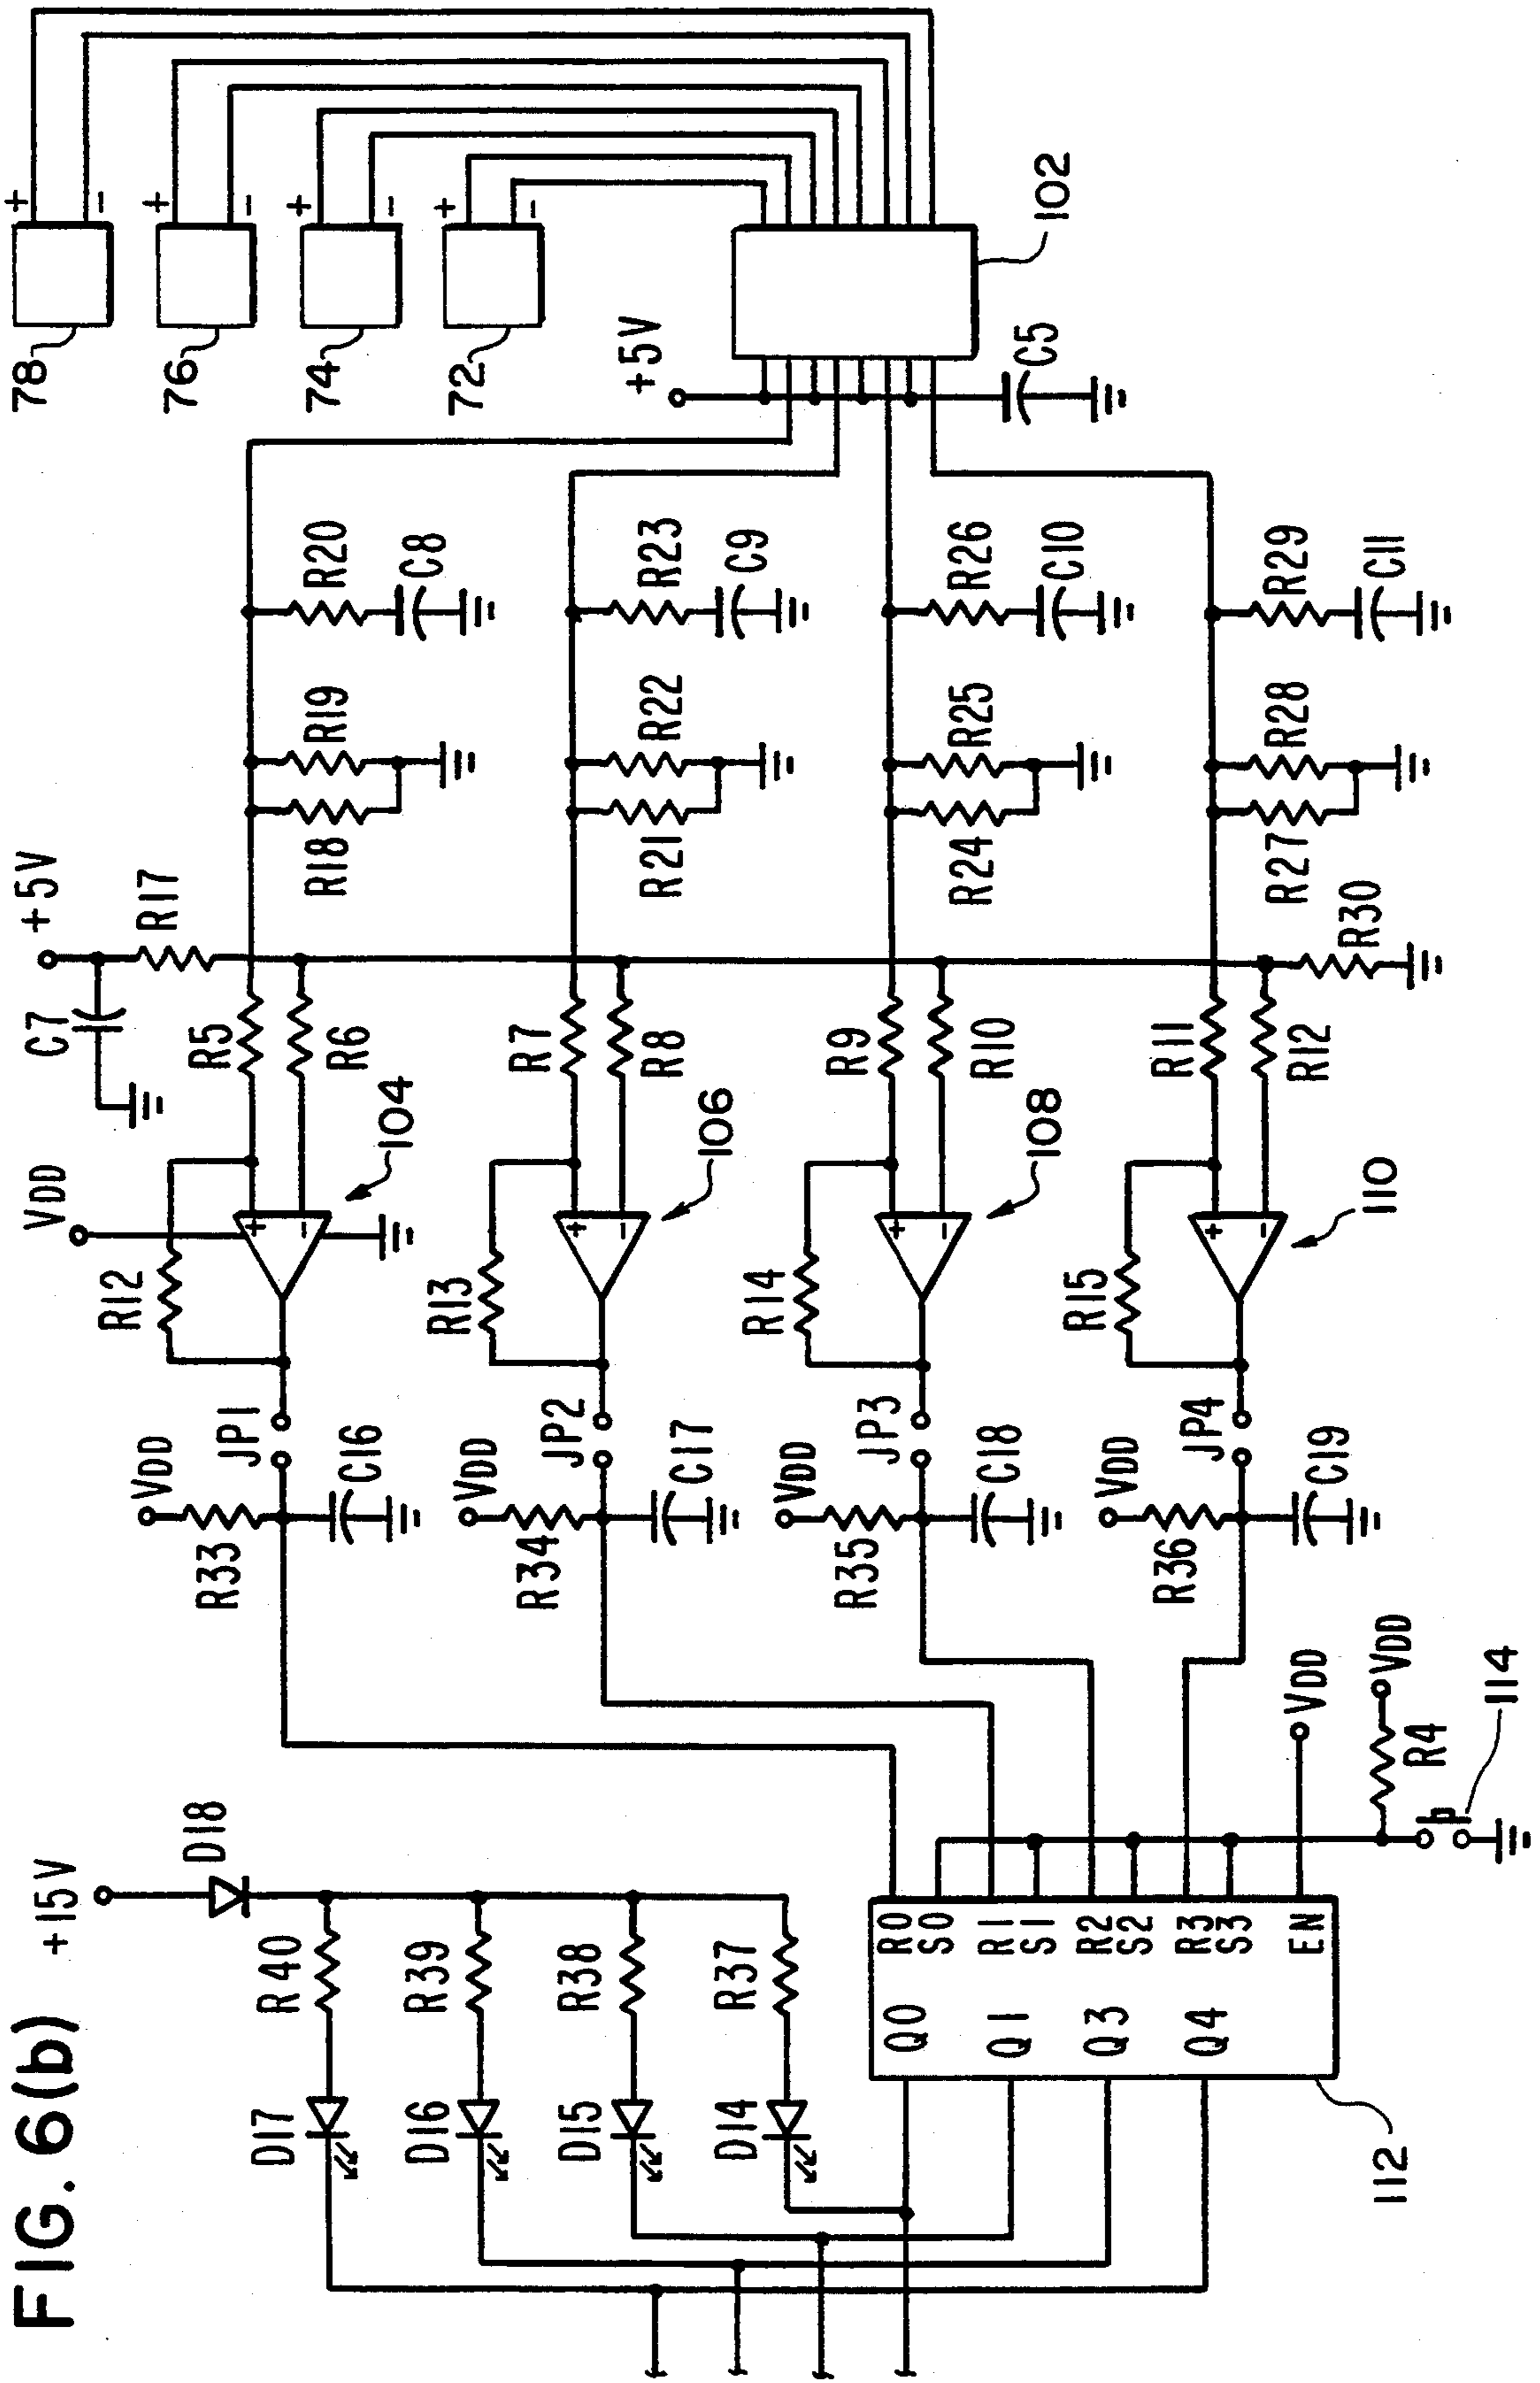 FIG. 6(b)
+15V
D18
R40
D17
R39
D16
R38
D15
R37
D14
Q0
Q1
Q3
Q4
R0
S0
R1
S1
R2
S2
R3
S3
EN
112
VDD
R4
VDD
114
VDD
R33
JP1
C16
VDD
R34
JP2
C17
VDD
R35
JP3
C18
VDD
R36
JP4
C19
VDD
R12
+
−
104
R13
+
−
106
R14
+
−
108
R15
+
−
110
C7
+5V
R17
R5
R6
R7
R8
R9
R10
R11
R12
R30
R18
R19
R20
C8
R21
R22
R23
C9
R24
R25
R26
C10
R27
R28
R29
C11
+5V
C5
102
78
+
−
76
+
−
74
+
−
72
+
−